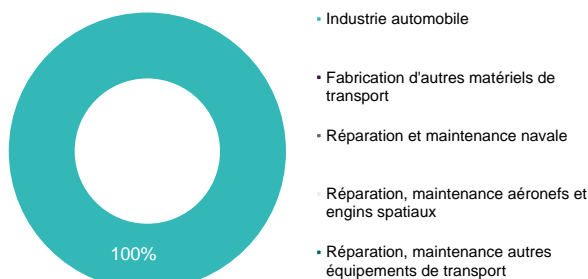 Industrie automobile
Fabrication d'autres matériels de
transport
Réparation et maintenance navale
Réparation, maintenance aéronefs et
engins spatiaux
Réparation, maintenance autres
équipements de transport
100%